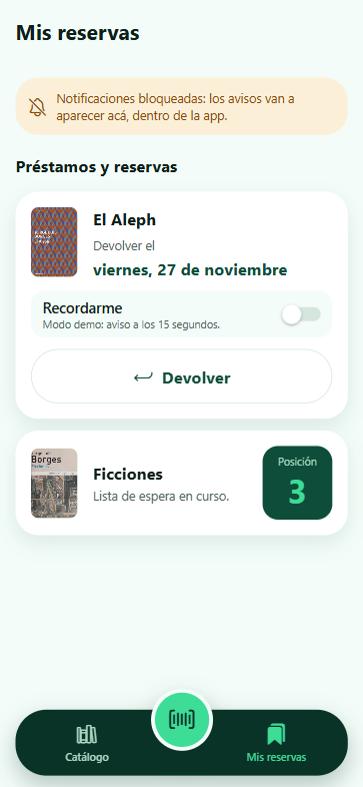 Mis reservas
Notificaciones bloqueadas: los avisos van a
aparecer acá, dentro de la app.
Préstamos y reservas
El Aleph
Devolver el
viernes, 27 de noviembre
Recordarme
Modo demo: aviso a los 15 segundos.
Devolver
Borges
Ficciones
Lista de espera en curso.
Posición
3
Catálogo
Mis reservas